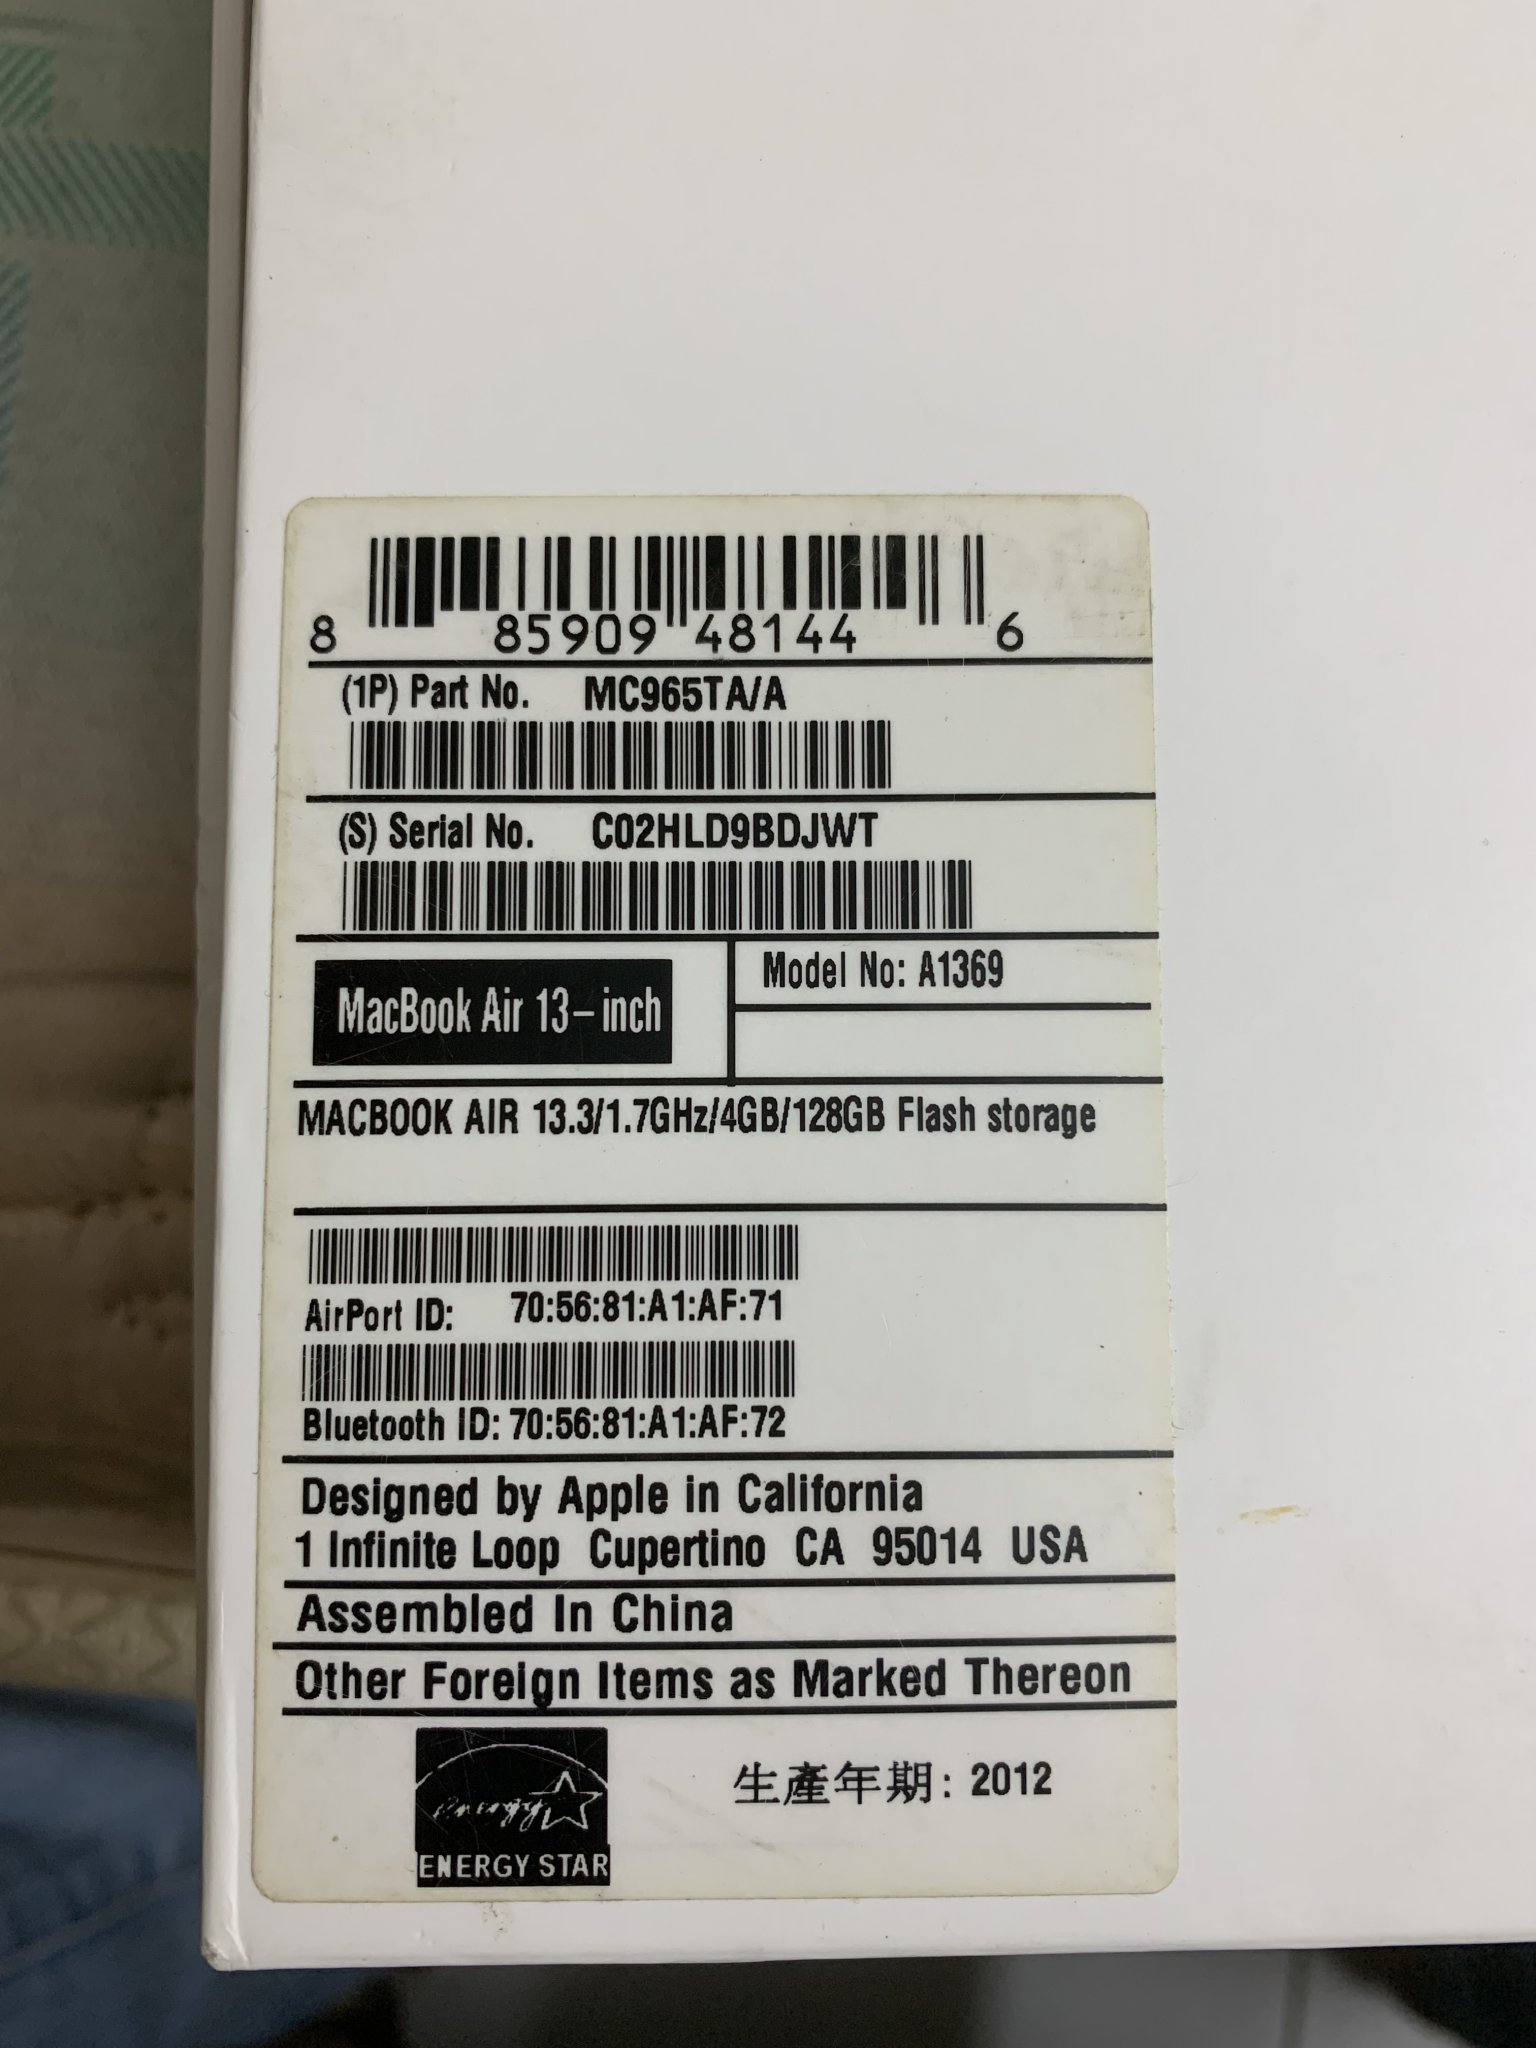 8 85909 48144 6
(1P) Part No. MC965TA/A
(S) Serial No. C02HLD9BDJWT
MacBook Air 13-inch
Model No: A1369
MACBOOK AIR 13.3/1.7GHz/4GB/128GB Flash storage
AirPort ID: 70:56:81:A1:AF:71
Bluetooth ID: 70:56:81:A1:AF:72
Designed by Apple in California
1 Infinite Loop Cupertino CA 95014 USA
Assembled In China
Other Foreign Items as Marked Thereon
energy
ENERGY STAR
生產年期: 2012